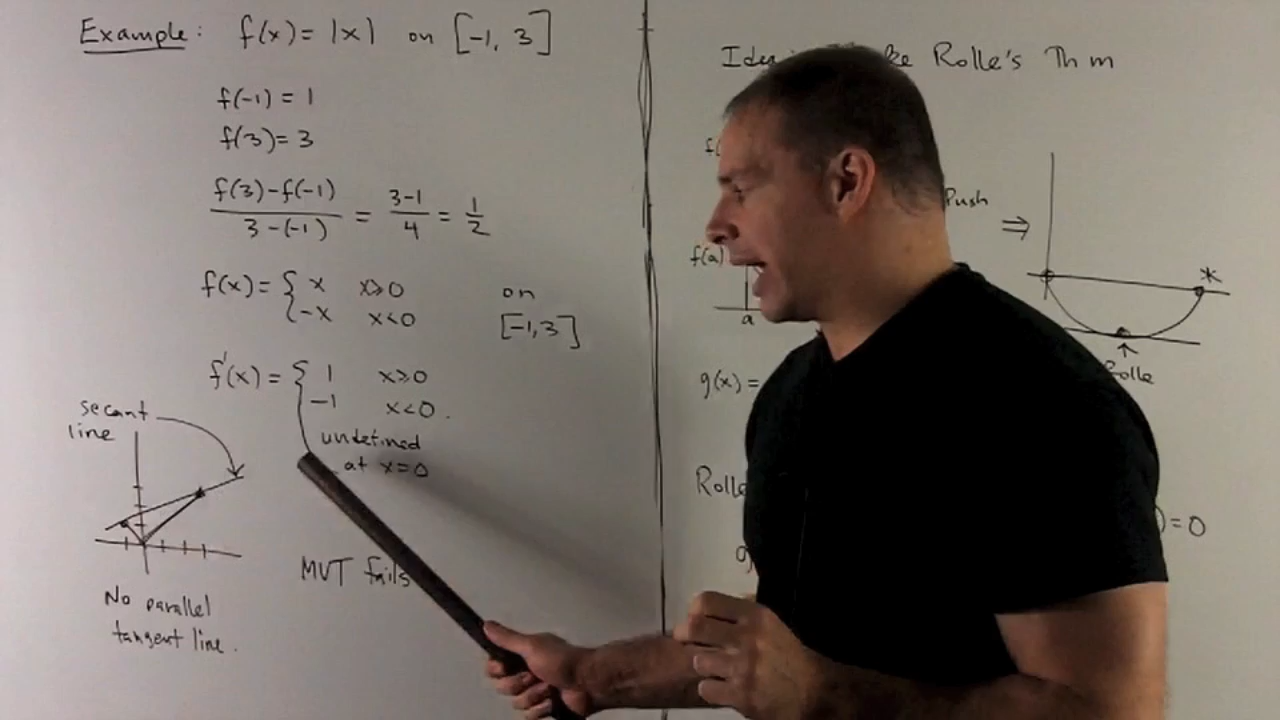 Example: f(x) = |x| on [-1, 3]
f(-1) = 1
f(3) = 3
f(3)-f(-1) / 3-(-1) = 3-1 / 4 = 1/2
f(x) = { x x≥0
-x x<0
on
[-1,3]
f'(x) = { 1 x≥0
-1 x<0.
undefined
at x=0
secant
line
MVT fails
No parallel
tangent line.
Rolle's Thm
Push
⇒
f(a)
a
*
g(x) =
Rolle
)=0